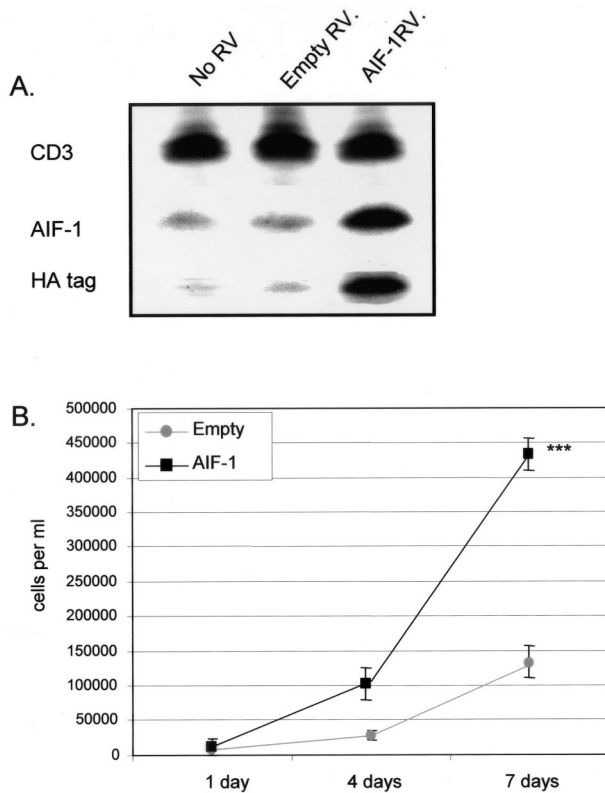 No RV
Empty RV.
AIF-1RV.
A.
CD3
AIF-1
HA tag
B.
500000
450000
400000
350000
300000
250000
200000
150000
100000
50000
0
cells per ml
Empty
AIF-1
***
1 day
4 days
7 days